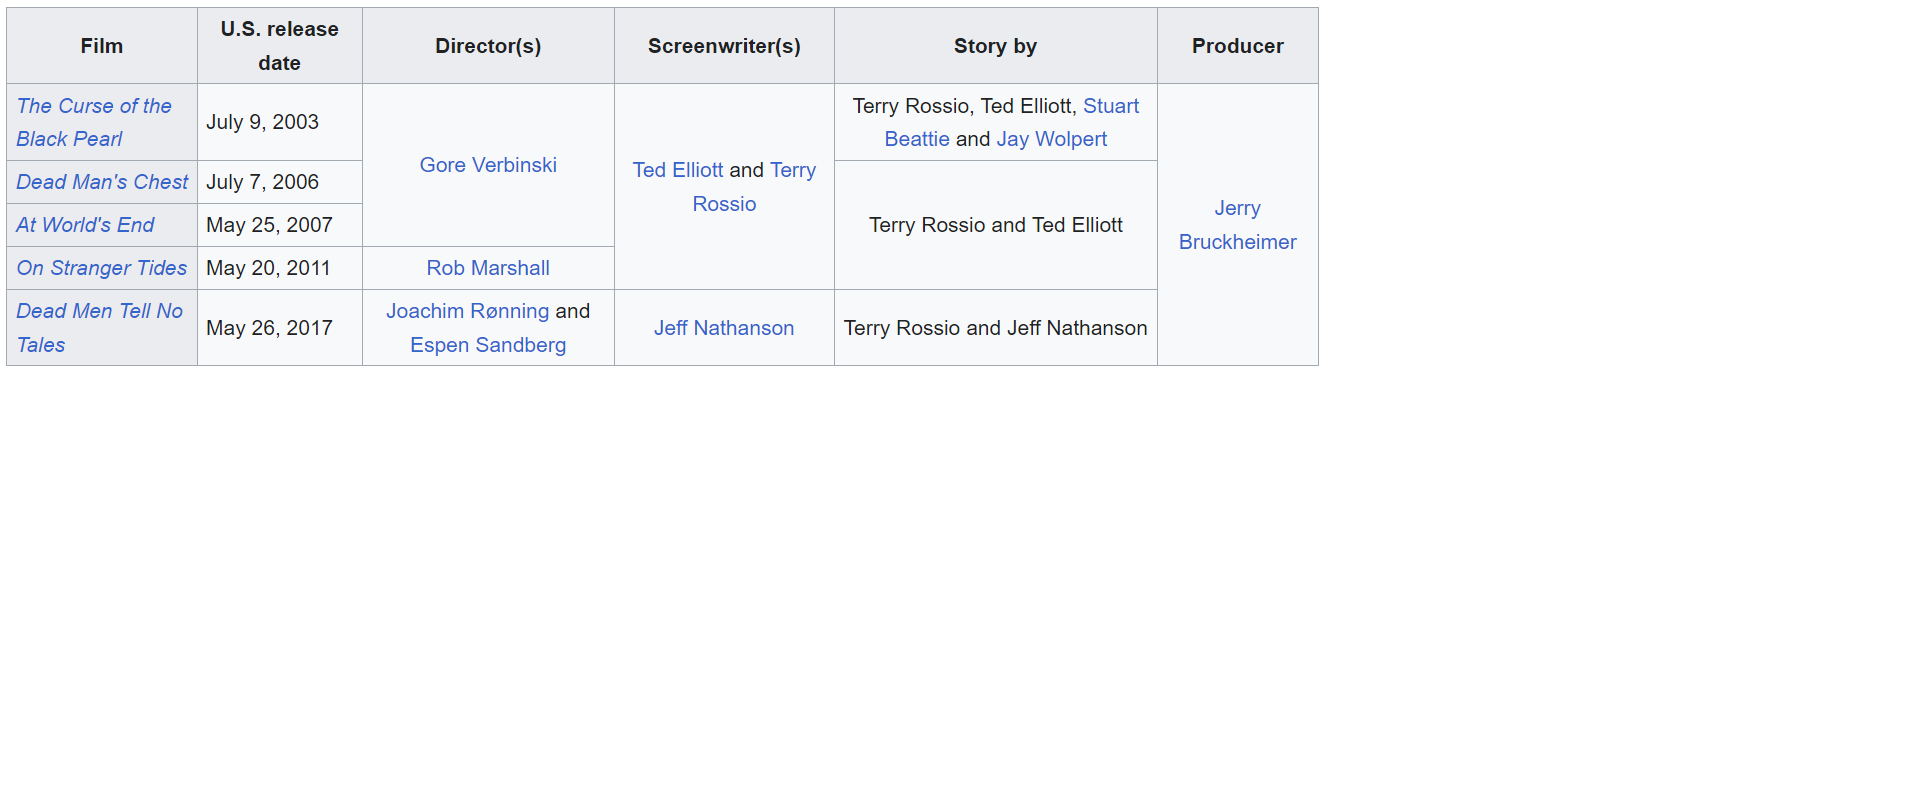 Film
U.S. release
date
Director(s)
Screenwriter(s)
Story by
Producer
The Curse of the
Black Pearl
July 9, 2003
Gore Verbinski
Ted Elliott and Terry
Rossio
Terry Rossio, Ted Elliott, Stuart
Beattie and Jay Wolpert
Jerry
Bruckheimer
Dead Man's Chest
July 7, 2006
Terry Rossio and Ted Elliott
At World's End
May 25, 2007
On Stranger Tides
May 20, 2011
Rob Marshall
Dead Men Tell No
Tales
May 26, 2017
Joachim Rønning and
Espen Sandberg
Jeff Nathanson
Terry Rossio and Jeff Nathanson